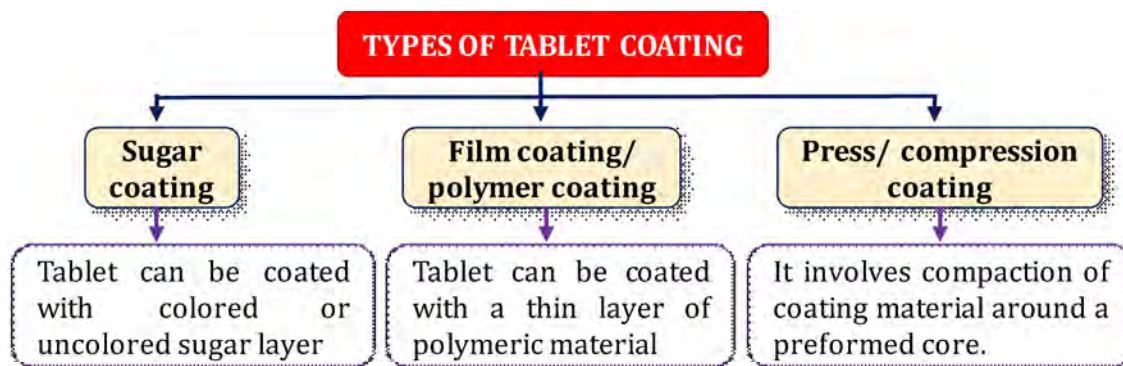 TYPES OF TABLET COATING
Sugar
coating
Film coating/
polymer coating
Press/ compression
coating
Tablet can be coated
with colored or
uncolored sugar layer
Tablet can be coated
with a thin layer of
polymeric material
It involves compaction of
coating material around a
preformed core.